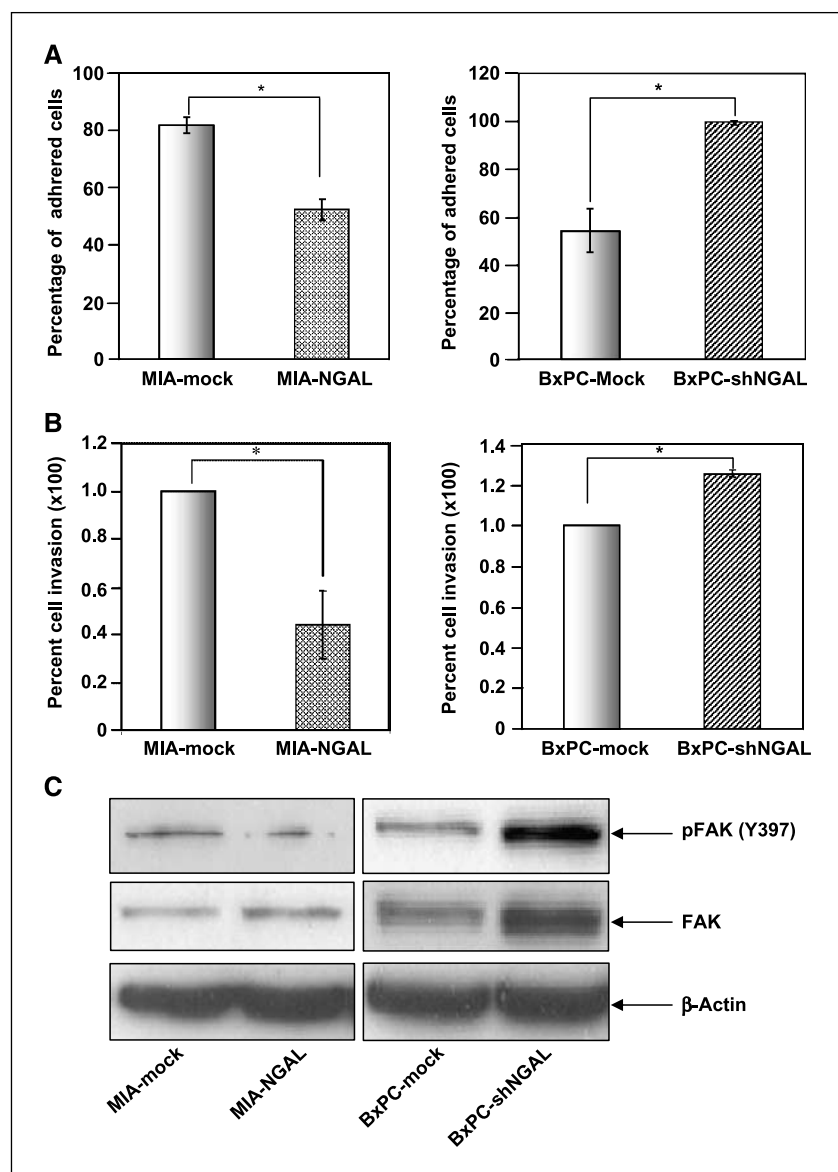 A
Percentage of adhrered cells
100
80
60
40
20
0
*
MIA-mock MIA-NGAL
Percentage of adhered cells
120
100
80
60
40
20
0
*
BxPC-Mock BxPC-shNGAL
B
Percent cell invasion (x100)
1.2
1.0
0.8
0.6
0.4
0.2
0
*
MIA-mock MIA-NGAL
Percent cell invasion (x100)
1.4
1.2
1.0
0.8
0.6
0.4
0.2
0
*
BxPC-mock BxPC-shNGAL
C
pFAK (Y397)
FAK
β-Actin
MIA-mock
MIA-NGAL
BxPC-mock
BxPC-shNGAL